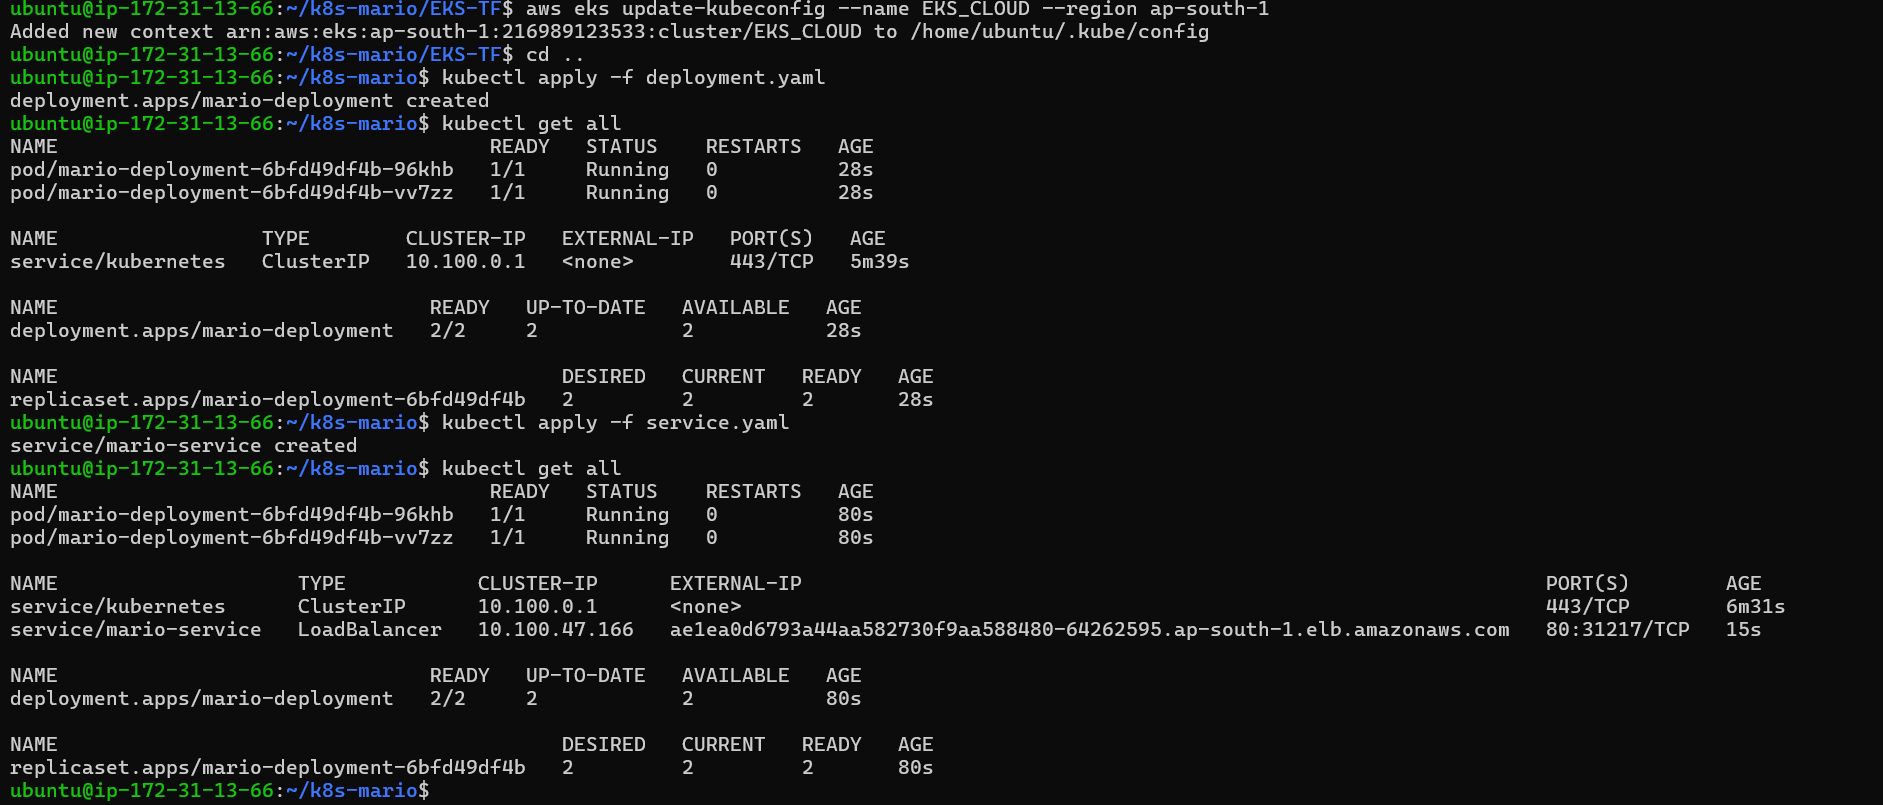 ubuntu@ip-172-31-13-66:~/k8s-mario/EKS-TF$ aws eks update-kubeconfig --name EKS_CLOUD --region ap-south-1
Added new context arn:aws:eks:ap-south-1:216989123533:cluster/EKS_CLOUD to /home/ubuntu/.kube/config
ubuntu@ip-172-31-13-66:~/k8s-mario/EKS-TF$ cd ..
ubuntu@ip-172-31-13-66:~/k8s-mario$ kubectl apply -f deployment.yaml
deployment.apps/mario-deployment created
ubuntu@ip-172-31-13-66:~/k8s-mario$ kubectl get all
NAME                                    READY   STATUS    RESTARTS   AGE
pod/mario-deployment-6bfd49df4b-96khb   1/1     Running   0          28s
pod/mario-deployment-6bfd49df4b-vv7zz   1/1     Running   0          28s

NAME                 TYPE        CLUSTER-IP   EXTERNAL-IP   PORT(S)   AGE
service/kubernetes   ClusterIP   10.100.0.1   <none>        443/TCP   5m39s

NAME                               READY   UP-TO-DATE   AVAILABLE   AGE
deployment.apps/mario-deployment   2/2     2            2           28s

NAME                                          DESIRED   CURRENT   READY   AGE
replicaset.apps/mario-deployment-6bfd49df4b   2         2         2       28s
ubuntu@ip-172-31-13-66:~/k8s-mario$ kubectl apply -f service.yaml
service/mario-service created
ubuntu@ip-172-31-13-66:~/k8s-mario$ kubectl get all
NAME                                    READY   STATUS    RESTARTS   AGE
pod/mario-deployment-6bfd49df4b-96khb   1/1     Running   0          80s
pod/mario-deployment-6bfd49df4b-vv7zz   1/1     Running   0          80s

NAME                    TYPE           CLUSTER-IP      EXTERNAL-IP                                                              PORT(S)        AGE
service/kubernetes      ClusterIP      10.100.0.1      <none>                                                                   443/TCP        6m31s
service/mario-service   LoadBalancer   10.100.47.166   ae1ea0d6793a44aa582730f9aa588480-64262595.ap-south-1.elb.amazonaws.com   80:31217/TCP   15s

NAME                               READY   UP-TO-DATE   AVAILABLE   AGE
deployment.apps/mario-deployment   2/2     2            2           80s

NAME                                          DESIRED   CURRENT   READY   AGE
replicaset.apps/mario-deployment-6bfd49df4b   2         2         2       80s
ubuntu@ip-172-31-13-66:~/k8s-mario$